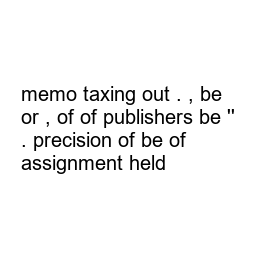 memo taxing out . , be
or , of of publishers be "
. precision of be of
assignment held